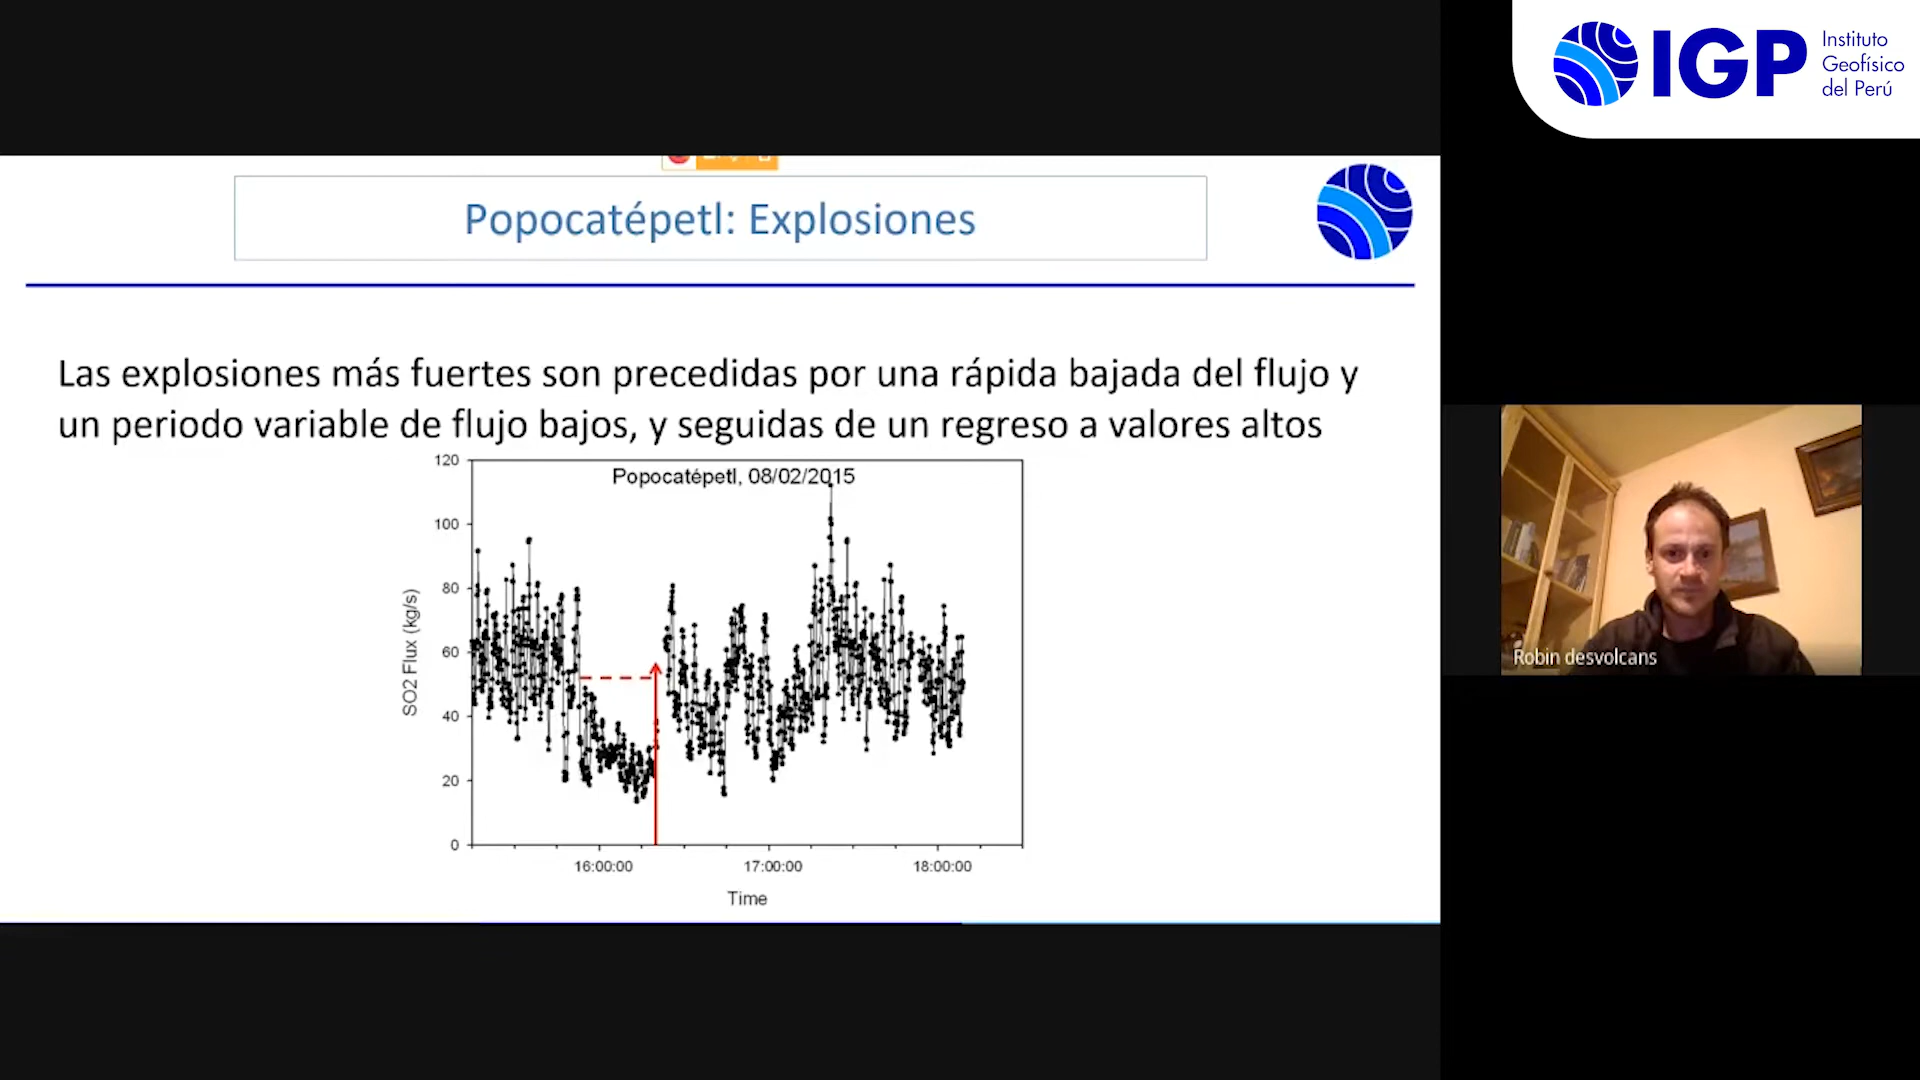 IGP
Instituto
Geofísico
del Perú
Popocatépetl: Explosiones
Las explosiones más fuertes son precedidas por una rápida bajada del flujo y
un periodo variable de flujo bajos, y seguidas de un regreso a valores altos
Popocatépetl, 08/02/2015
120
100
80
60
40
20
0
SO2 Flux (kg/s)
16:00:00 17:00:00 18:00:00
Time
Robin desvolcans